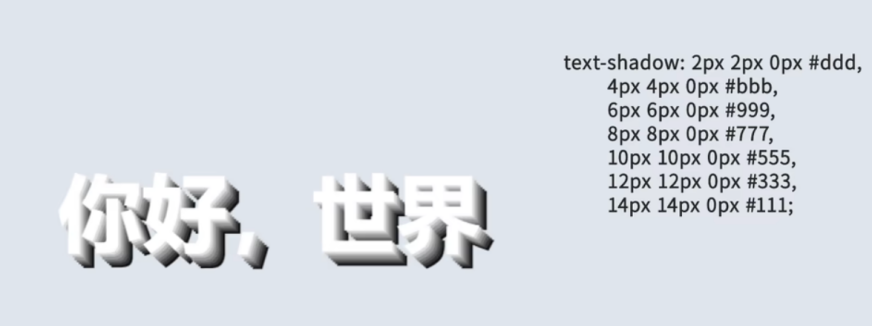 你好，世界
text-shadow: 2px 2px 0px #ddd,
4px 4px 0px #bbb,
6px 6px 0px #999,
8px 8px 0px #777,
10px 10px 0px #555,
12px 12px 0px #333,
14px 14px 0px #111;